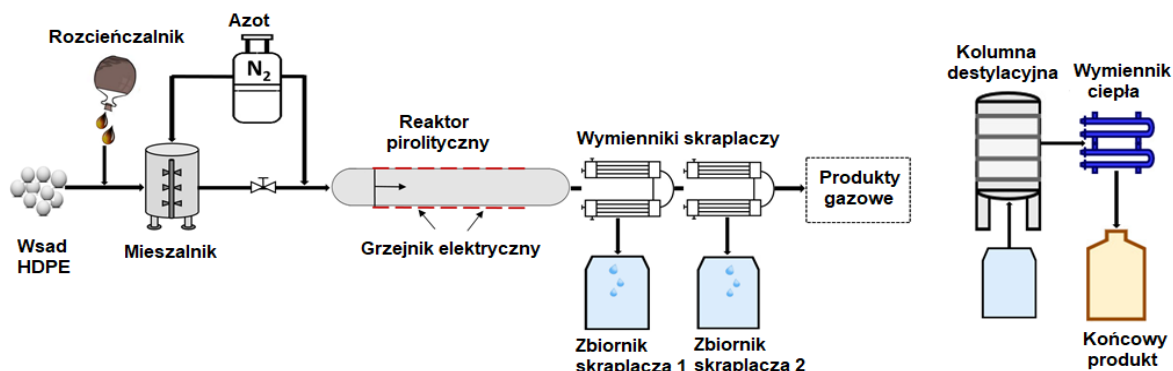 Azot
Rozcieńczalnik
N2
Reaktor
pirolityczny
Wymienniki skraplaczy
Produkty
gazowe
Wsad
HDPE
Mieszalnik
Grzejnik elektryczny
Zbiornik
skraplacza 1
Zbiornik
skraplacza 2
Kolumna
destylacyjna
Wymiennik
ciepła
Końcowy
produkt